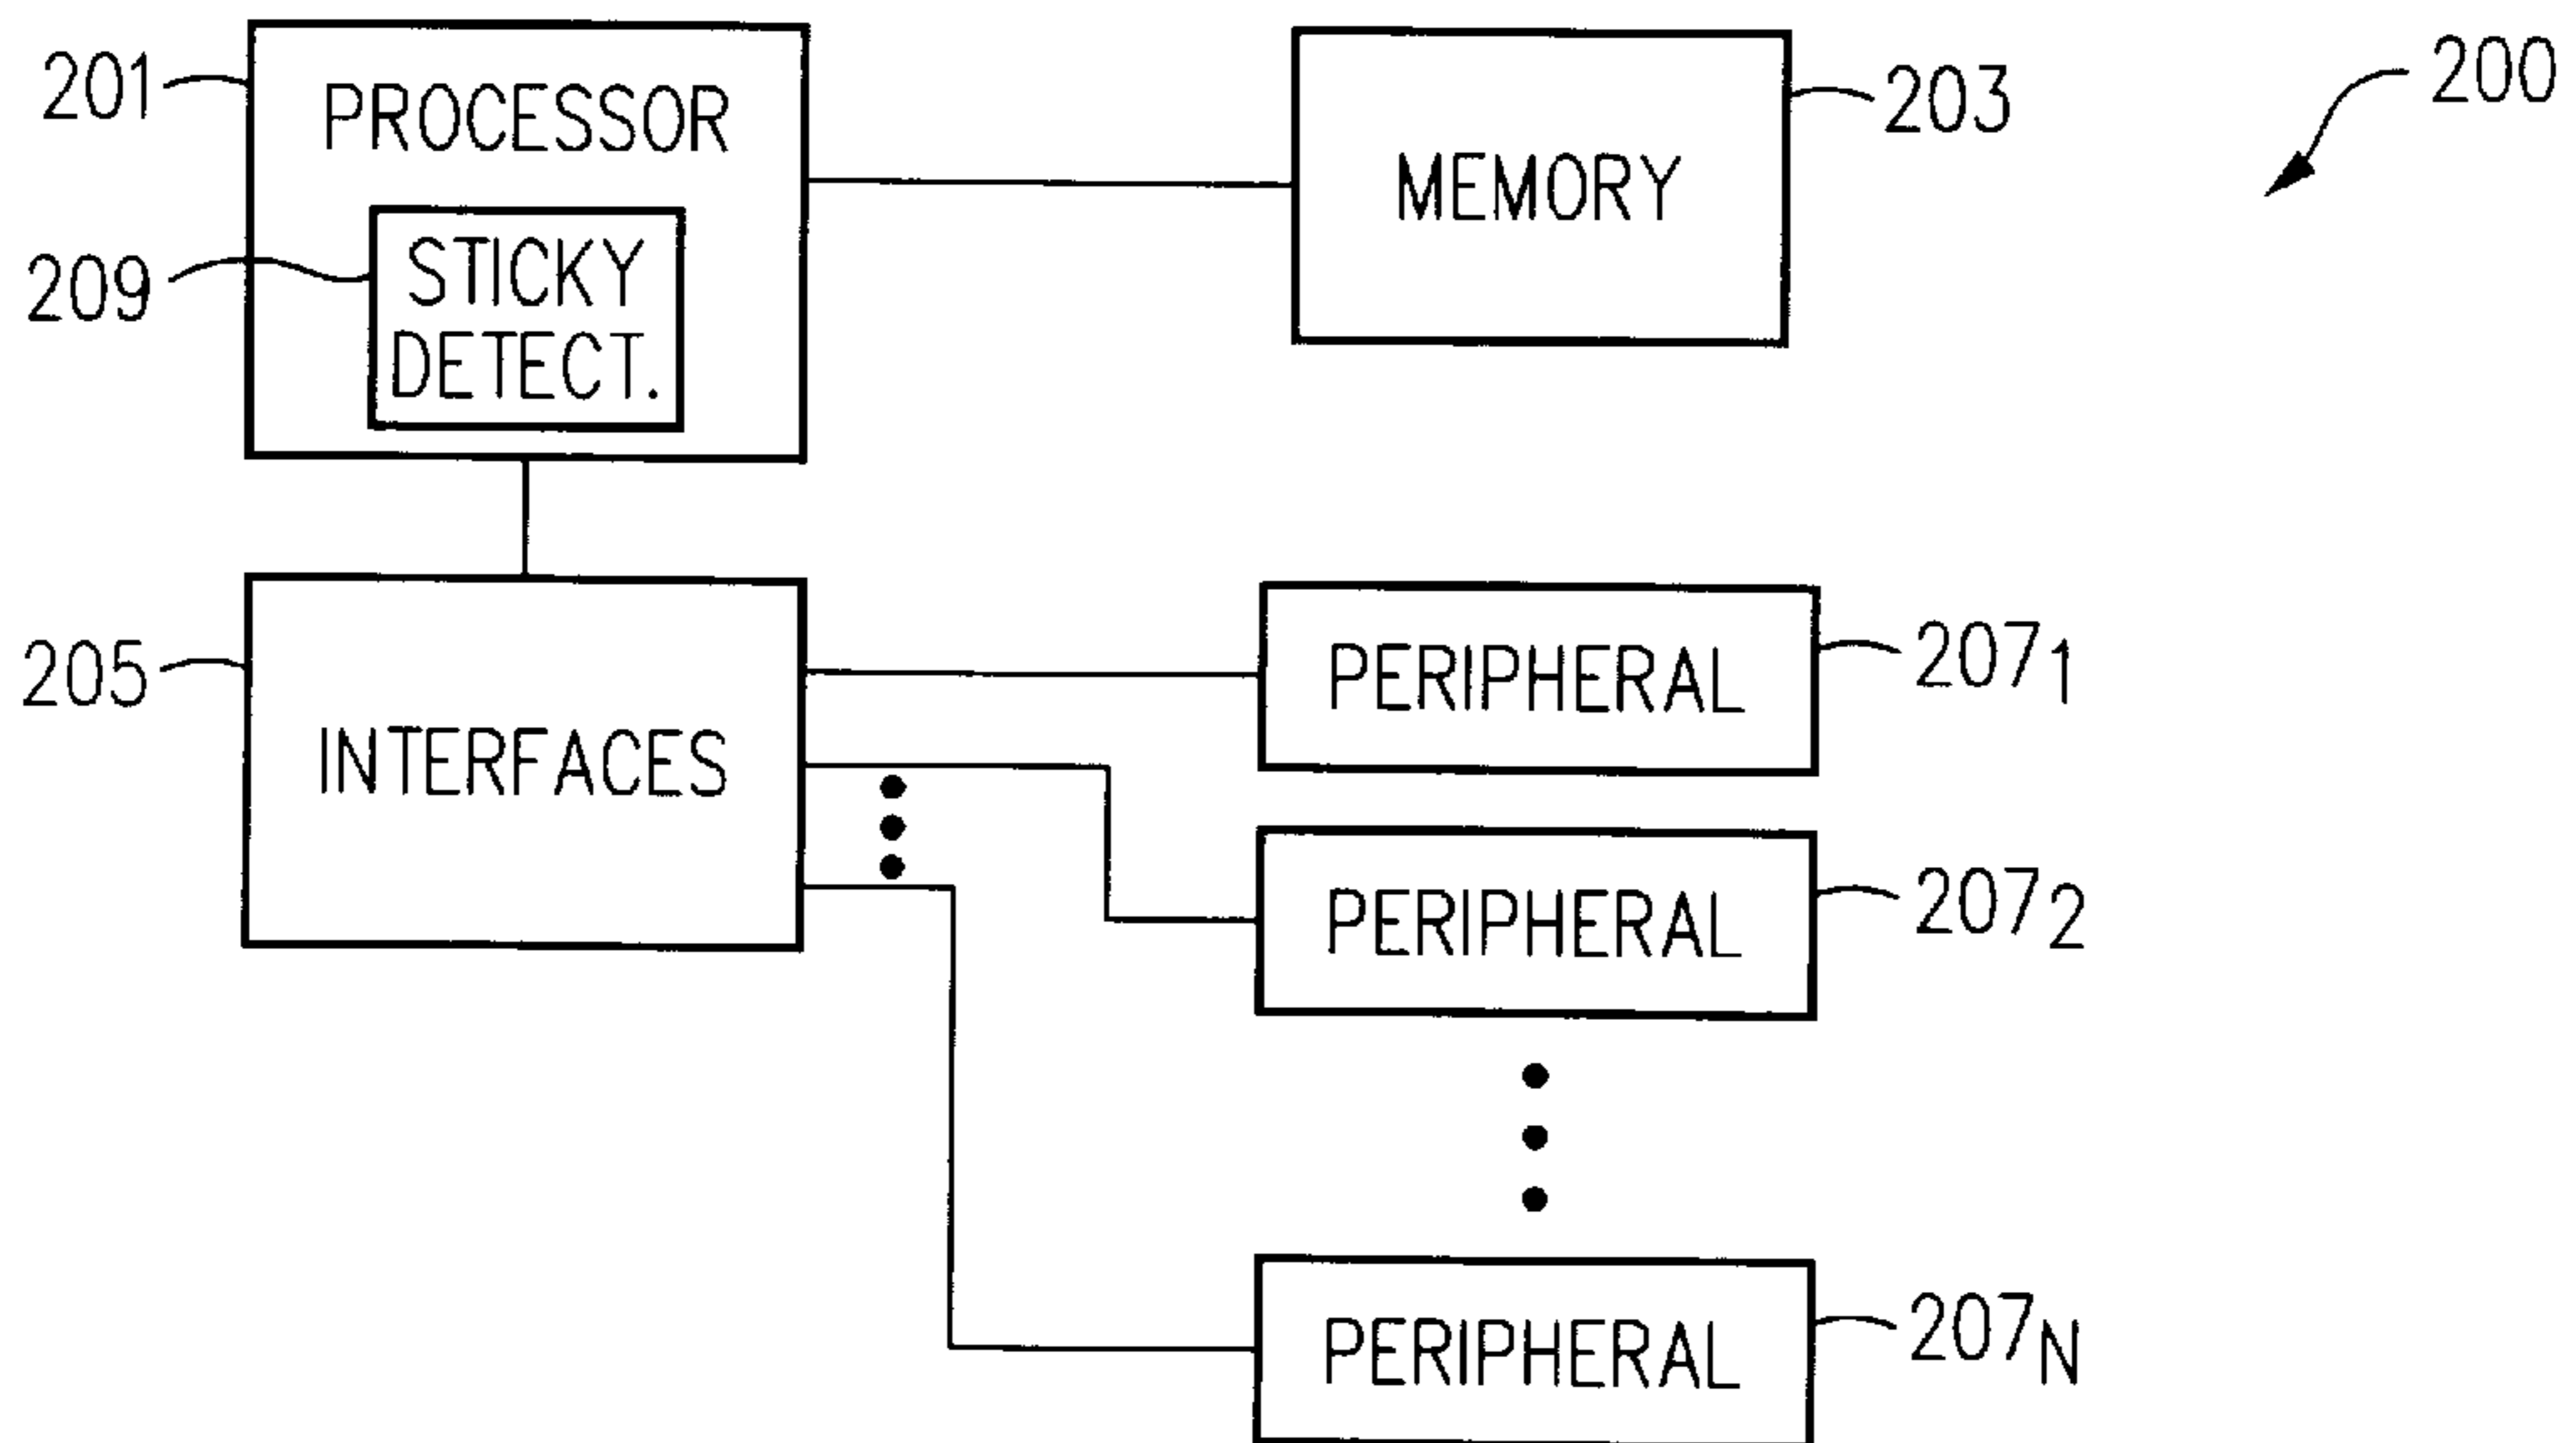 201
PROCESSOR
209
STICKY
DETECT.
MEMORY
203
200
205
INTERFACES
PERIPHERAL
207₁
PERIPHERAL
207₂
PERIPHERAL
207N